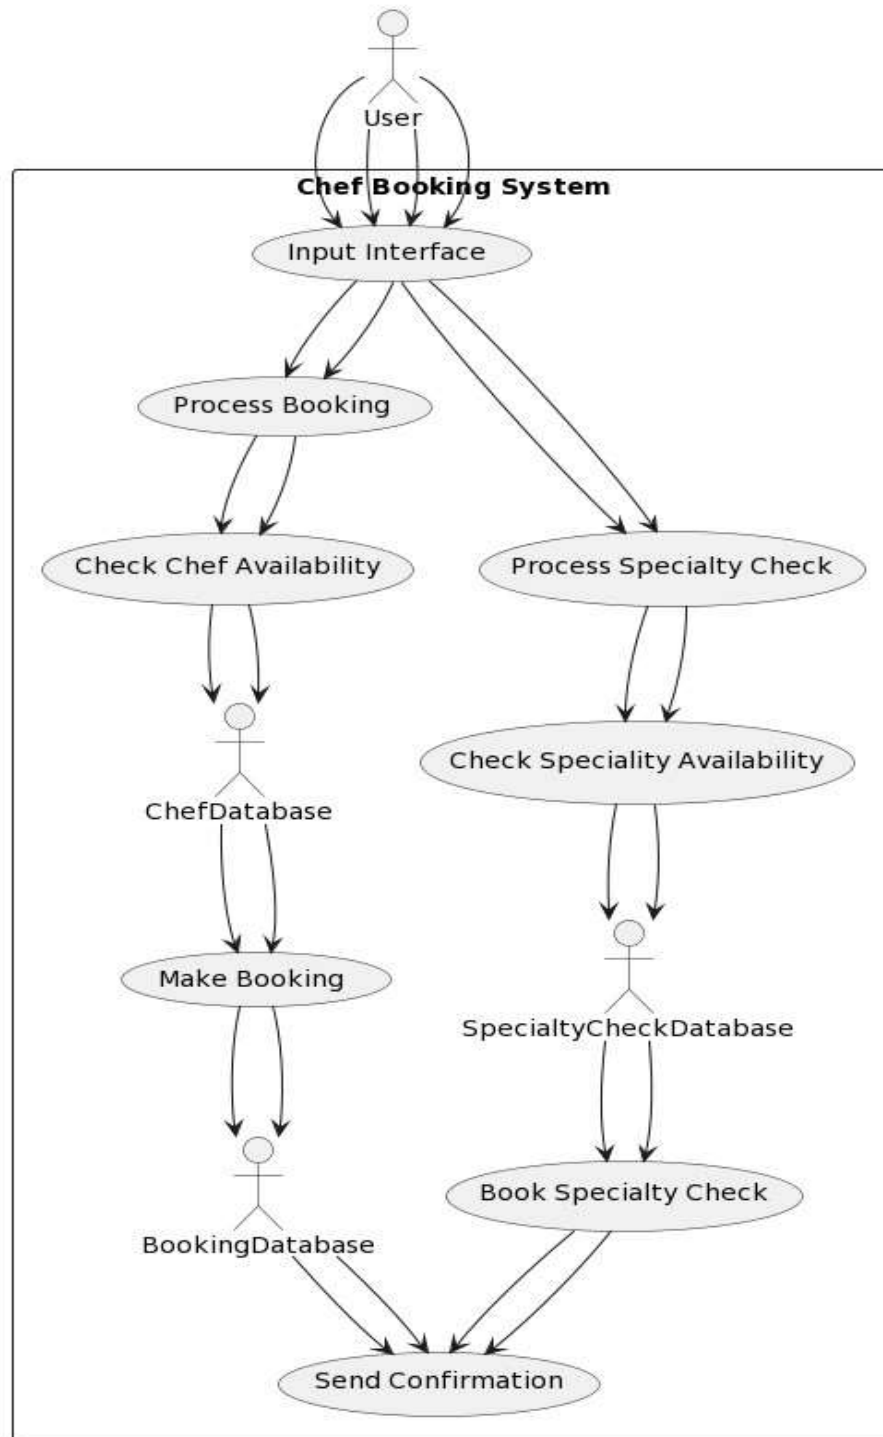 User
Chef Booking System
Input Interface
Process Booking
Check Chef Availability
Process Specialty Check
Check Speciality Availability
ChefDatabase
Make Booking
SpecialtyCheckDatabase
Book Specialty Check
BookingDatabase
Send Confirmation